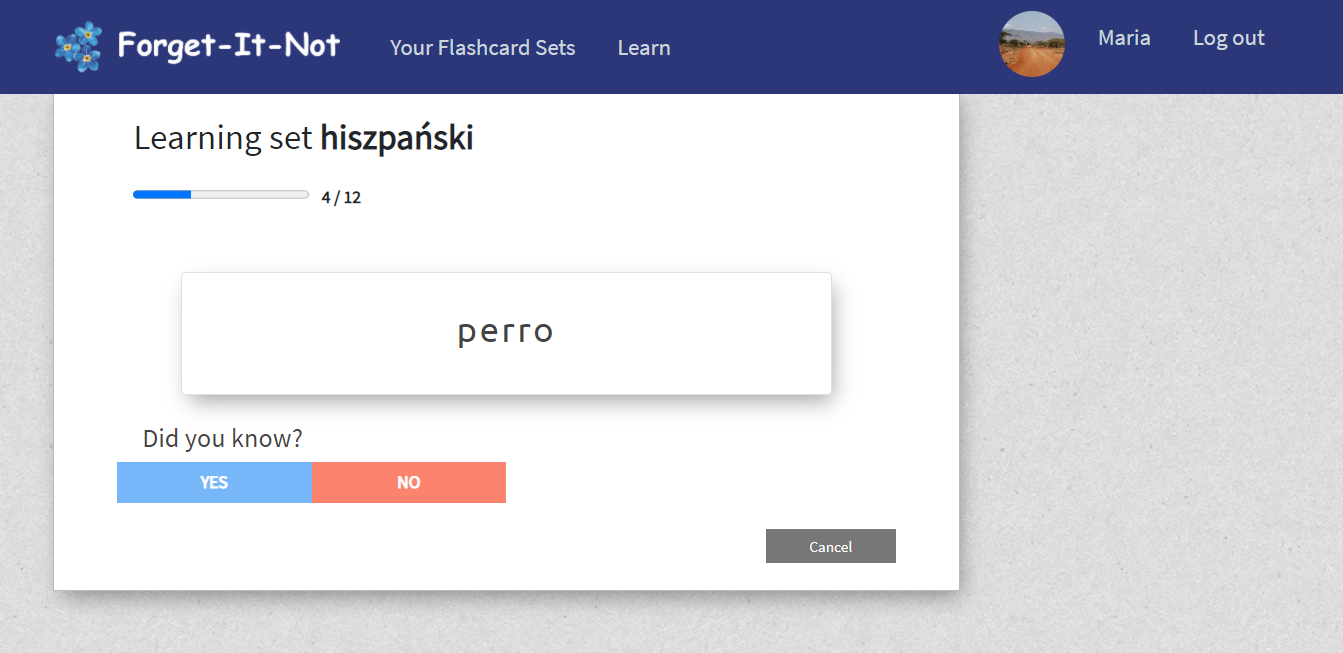 Forget-It-Not Your Flashcard Sets Learn Maria Log out
Learning set hiszpański
4 / 12
perro
Did you know?
YES NO
Cancel